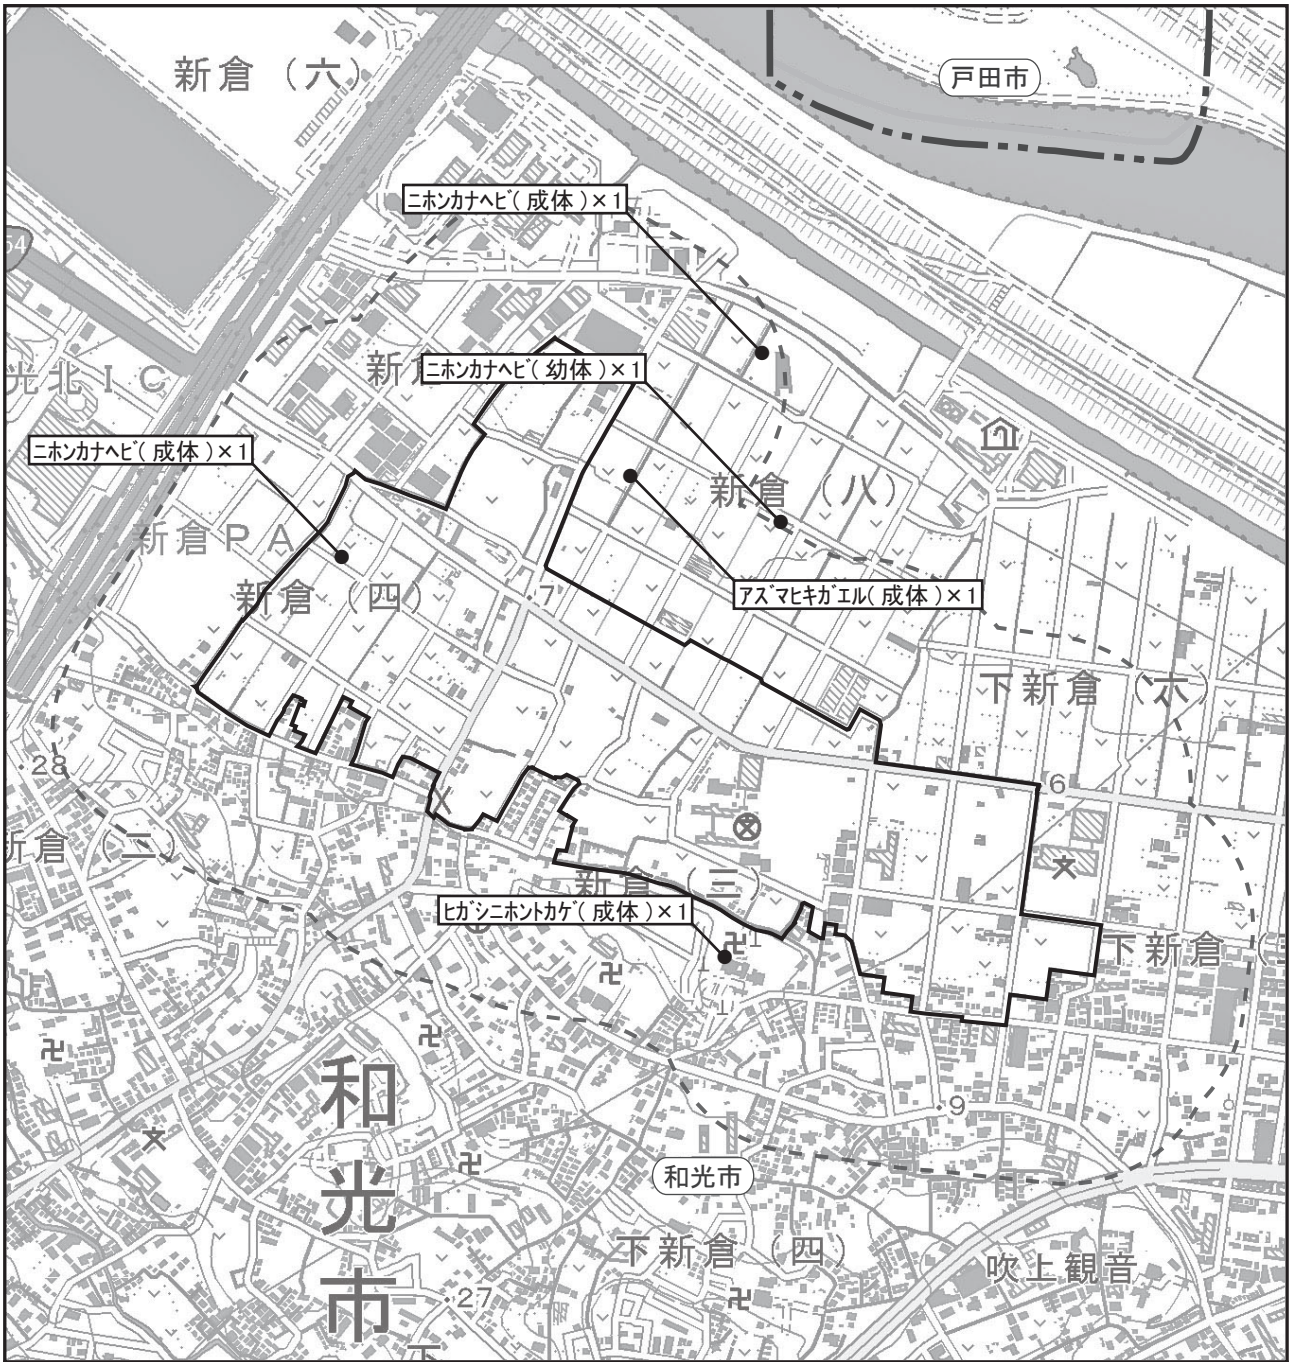 新倉（六）
戸田市
ニホンカナヘビ(成体)×1
54
光北ＩＣ
ニホンカナヘビ(幼体)×1
ニホンカナヘビ(成体)×1
新倉（八）
新倉ＰＡ
新倉（四）
アズマヒキガエル(成体)×1
7
下新倉（六）
28
6
新倉（二）
新倉（三）
ヒガシニホントカゲ(成体)×1
下新倉
和光市
9
和光市
下新倉（四）
吹上観音
27